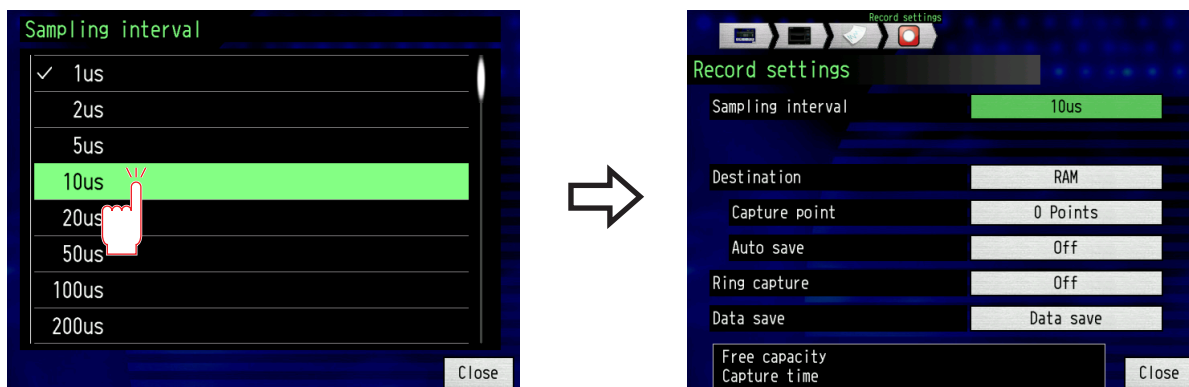 Sampling interval
✓ 1us
2us
5us
10us
20us
50us
100us
200us
Close
Record settings
Record settings
Sampling interval 10us
Destination RAM
Capture point 0 Points
Auto save Off
Ring capture Off
Data save Data save
Free capacity
Capture time
Close